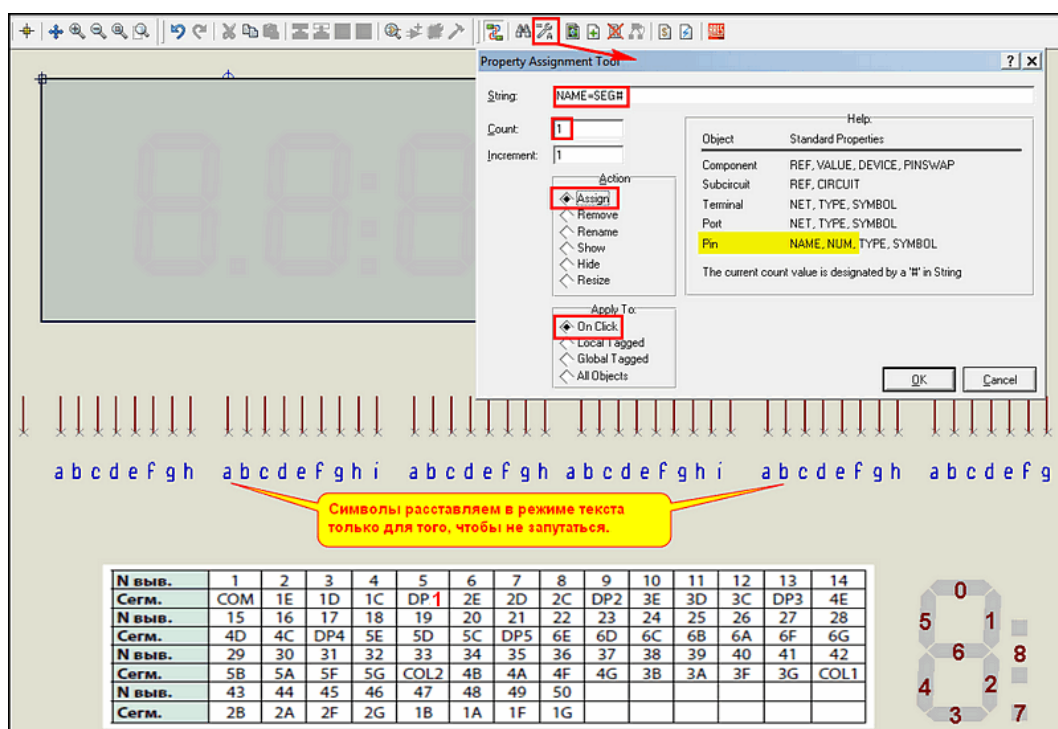 Property Assignment Tool
String: NAME=SEG#
Count: 1
Increment: 1
Action
Assign
Remove
Rename
Show
Hide
Resize
Apply To:
On Click
Local Tagged
Global Tagged
All Objects
Help:
Object Standard Properties
Component REF, VALUE, DEVICE, PINSWAP
Subcircuit REF, CIRCUIT
Terminal NET, TYPE, SYMBOL
Port NET, TYPE, SYMBOL
Pin NAME, NUM, TYPE, SYMBOL
The current count value is designated by a '#' in String
OK Cancel
a b c d e f g h a b c d e f g h i a b c d e f g h a b c d e f g h i a b c d e f g h a b c d e f g
Символы расставляем в режиме текста
только для того, чтобы не запутаться.
N выв. 1 2 3 4 5 6 7 8 9 10 11 12 13 14
Сегм. COM 1E 1D 1C DP1 2E 2D 2C DP2 3E 3D 3C DP3 4E
N выв. 15 16 17 18 19 20 21 22 23 24 25 26 27 28
Сегм. 4D 4C DP4 5E 5D 5C DP5 6E 6D 6C 6B 6A 6F 6G
N выв. 29 30 31 32 33 34 35 36 37 38 39 40 41 42
Сегм. 5B 5A 5F 5G COL2 4B 4A 4F 4G 3B 3A 3F 3G COL1
N выв. 43 44 45 46 47 48 49 50
Сегм. 2B 2A 2F 2G 1B 1A 1F 1G
0
5 1
6 8
4 2
3 7